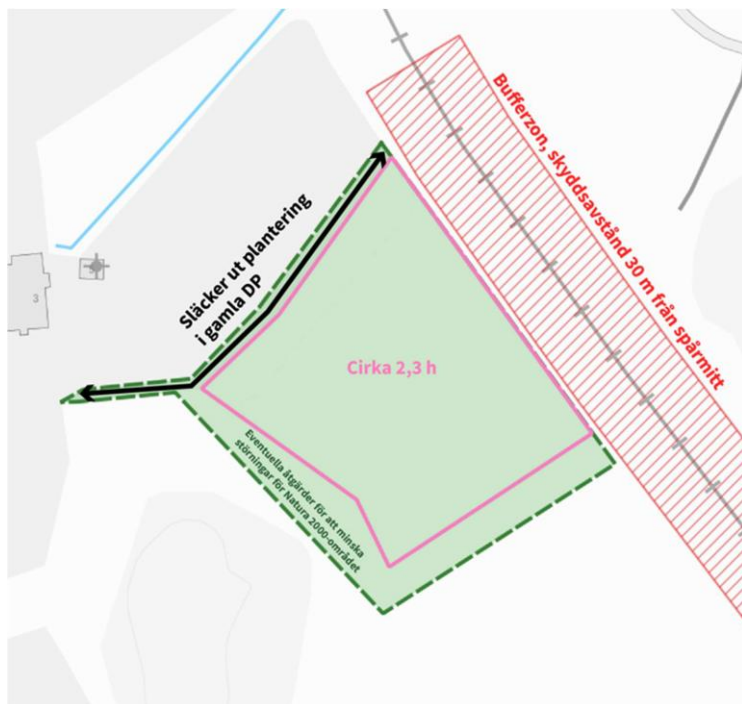 Bufferzon, skyddsavstånd 30 m från spårmitt
Släcker ut plantering
i gamla DP
3
Cirka 2,3 h
Eventuella åtgärder för att minska
störningar för Natura 2000-området